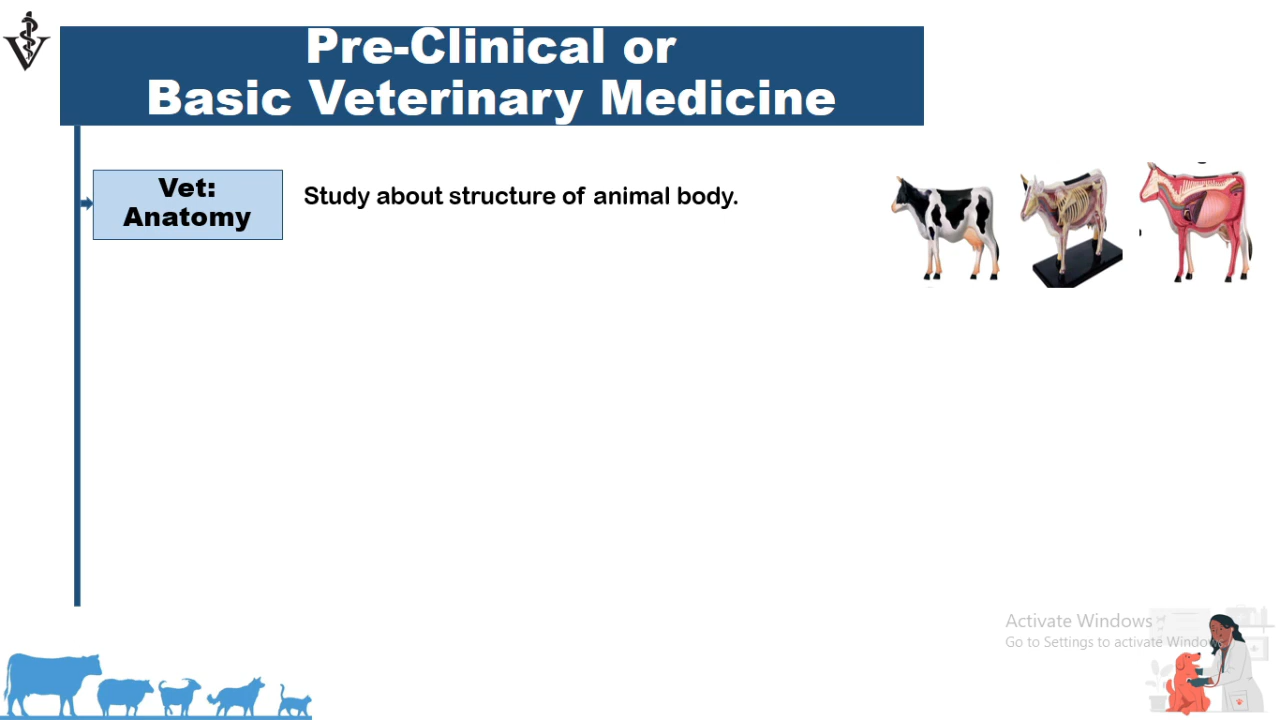 Pre-Clinical or
Basic Veterinary Medicine
Vet:
Anatomy
Study about structure of animal body.
Activate Windows
Go to Settings to activate Windows